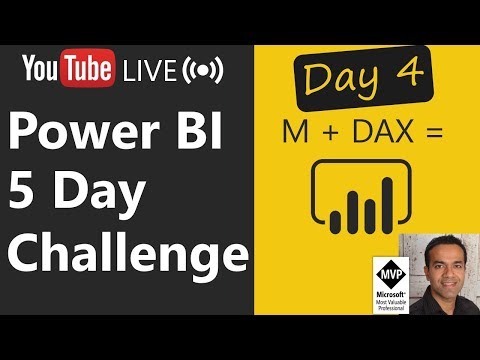 YouTube LIVE
Power BI
5 Day
Challenge
Day 4
M + DAX =
MVP
Microsoft®
Most Valuable
Professional